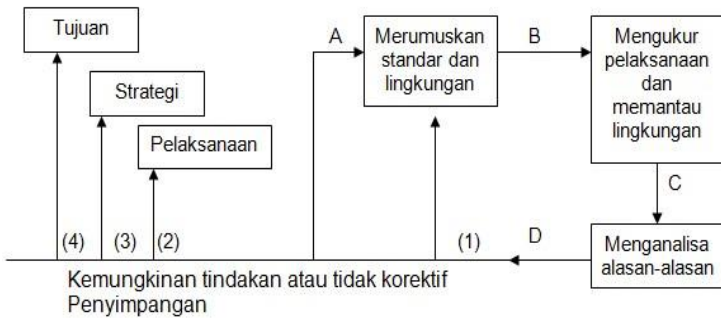 Tujuan
Strategi
Pelaksanaan
A
Merumuskan
standar dan
lingkungan
B
Mengukur
pelaksanaan
dan
memantau
lingkungan
C
(4)
(3)
(2)
(1)
D
Menganalisa
alasan-alasan
Kemungkinan tindakan atau tidak korektif
Penyimpangan